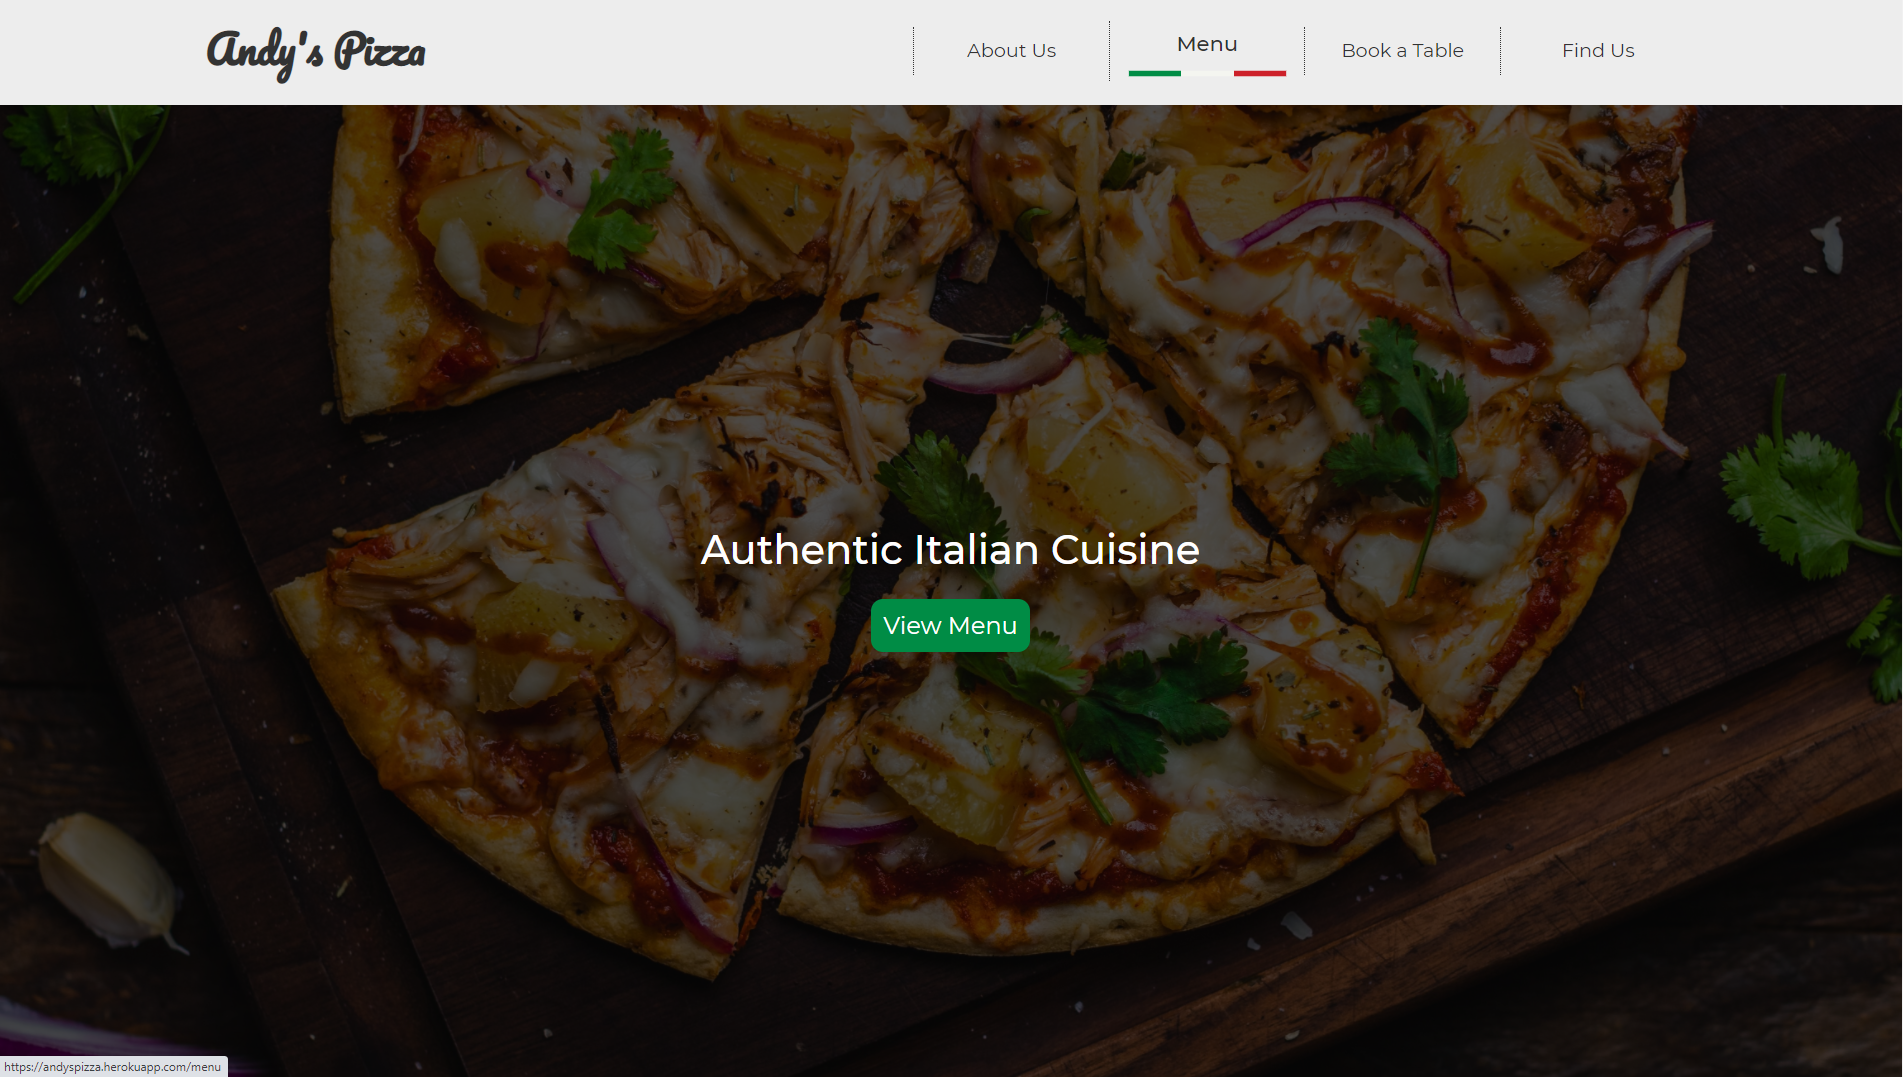 Andy's Pizza
About Us
Menu
Book a Table
Find Us
Authentic Italian Cuisine
View Menu
https://andyspizza.herokuapp.com/menu